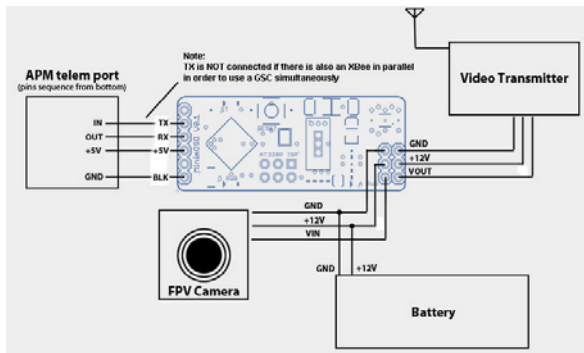 Note:
TX is NOT connected if there is also an XBee in parallel
in order to use a GSC simultaneously
APM telem port
(pins sequence from bottom)
Video Transmitter
IN TX
OUT RX
+5V +5V
GND BLK
GND
+12V
VOUT
GND
+12V
VIN
FPV Camera
GND +12V
Battery